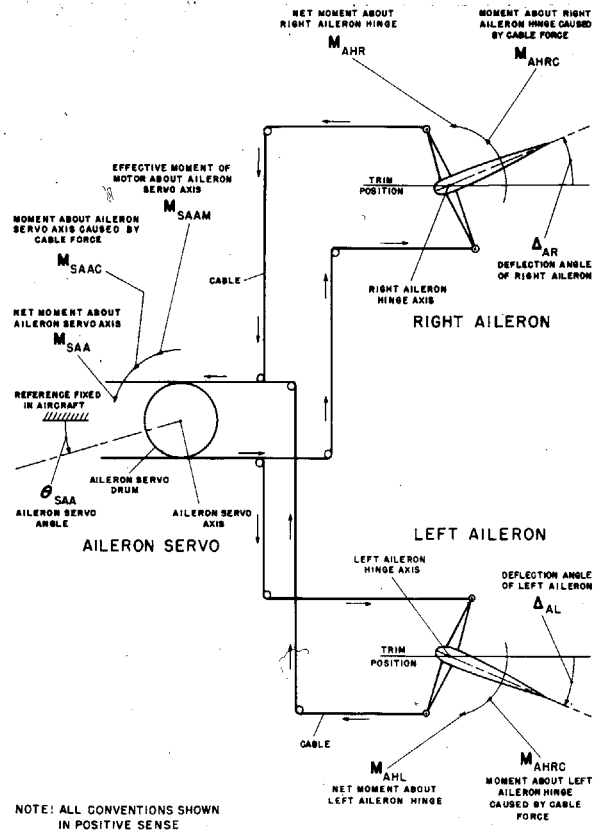 NET MOMENT ABOUT
RIGHT AILERON HINGE
M AHR
MOMENT ABOUT RIGHT
AILERON HINGE CAUSED
BY CABLE FORCE
M AHRC
EFFECTIVE MOMENT OF
MOTOR ABOUT AILERON
SERVO AXIS
M SAAM
TRIM
POSITION
MOMENT ABOUT AILERON
SERVO AXIS CAUSED BY
CABLE FORCE
M SAAC
Δ AR
DEFLECTION ANGLE
OF RIGHT AILERON
CABLE
RIGHT AILERON
HINGE AXIS
RIGHT AILERON
NET MOMENT ABOUT
AILERON SERVO AXIS
M SAA
REFERENCE FIXED
IN AIRCRAFT
θ SAA
AILERON SERVO
ANGLE
AILERON SERVO
DRUM
AILERON SERVO
AXIS
AILERON SERVO
LEFT AILERON
LEFT AILERON
HINGE AXIS
DEFLECTION ANGLE
OF LEFT AILERON
Δ AL
TRIM
POSITION
CABLE
M AHL
NET MOMENT ABOUT
LEFT AILERON HINGE
M AHRC
MOMENT ABOUT LEFT
AILERON HINGE
CAUSED BY CABLE
FORCE
NOTE: ALL CONVENTIONS SHOWN
IN POSITIVE SENSE